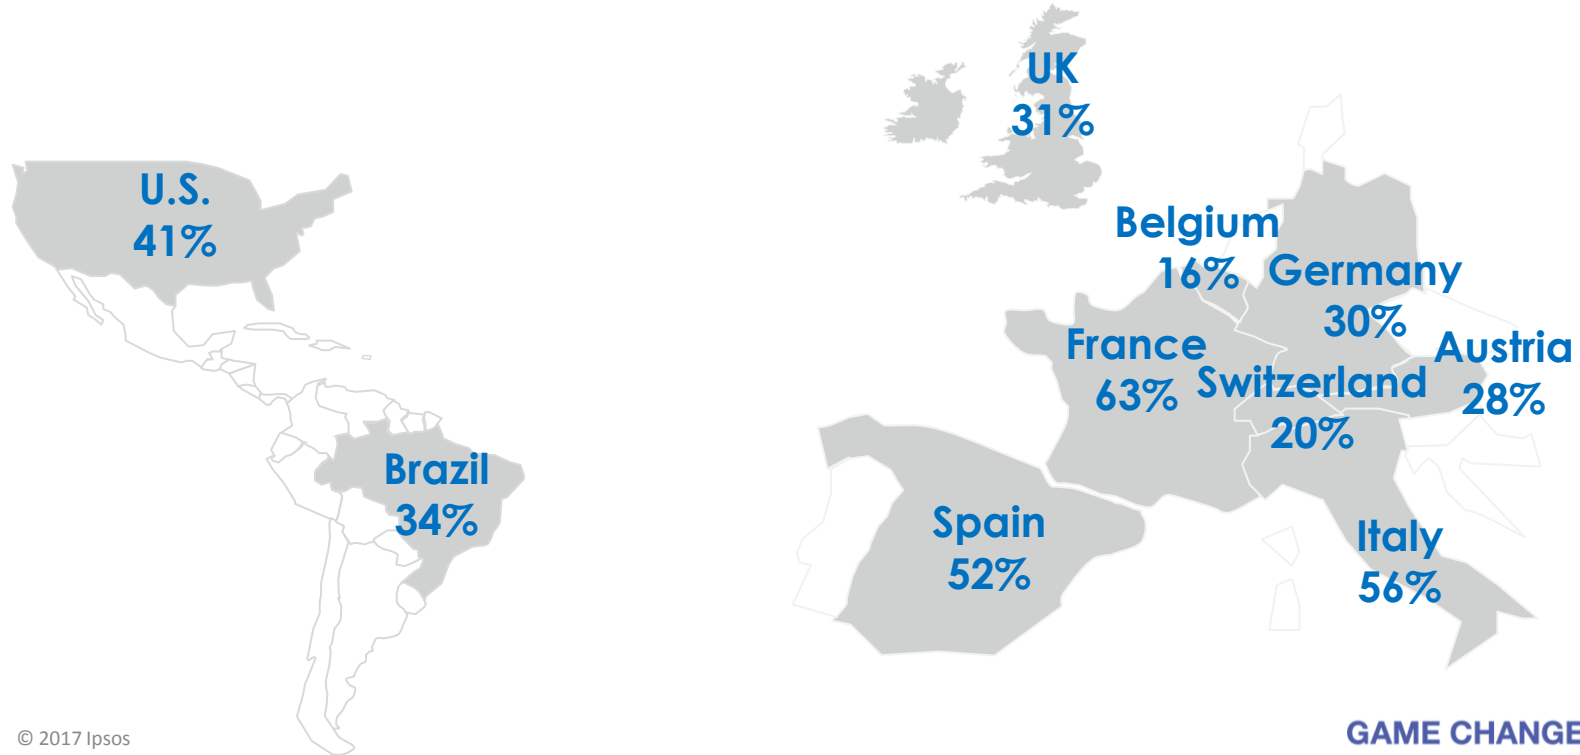 UK
31%
U.S.
41%
Belgium
16%
Germany
30%
France
63%
Switzerland
20%
Austria
28%
Brazil
34%
Spain
52%
Italy
56%
© 2017 Ipsos
GAME CHANGE